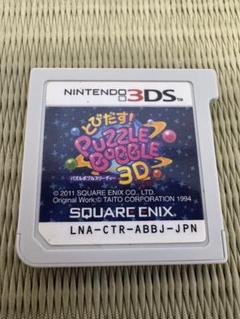 NINTENDO 3DS™
とびだす!
PUZZLE BOBBLE
パズルボブルスリーディー
3D
© 2011 SQUARE ENIX CO., LTD.
Original Work© TAITO CORPORATION 1994
SQUARE ENIX
LNA-CTR-ABBJ-JPN